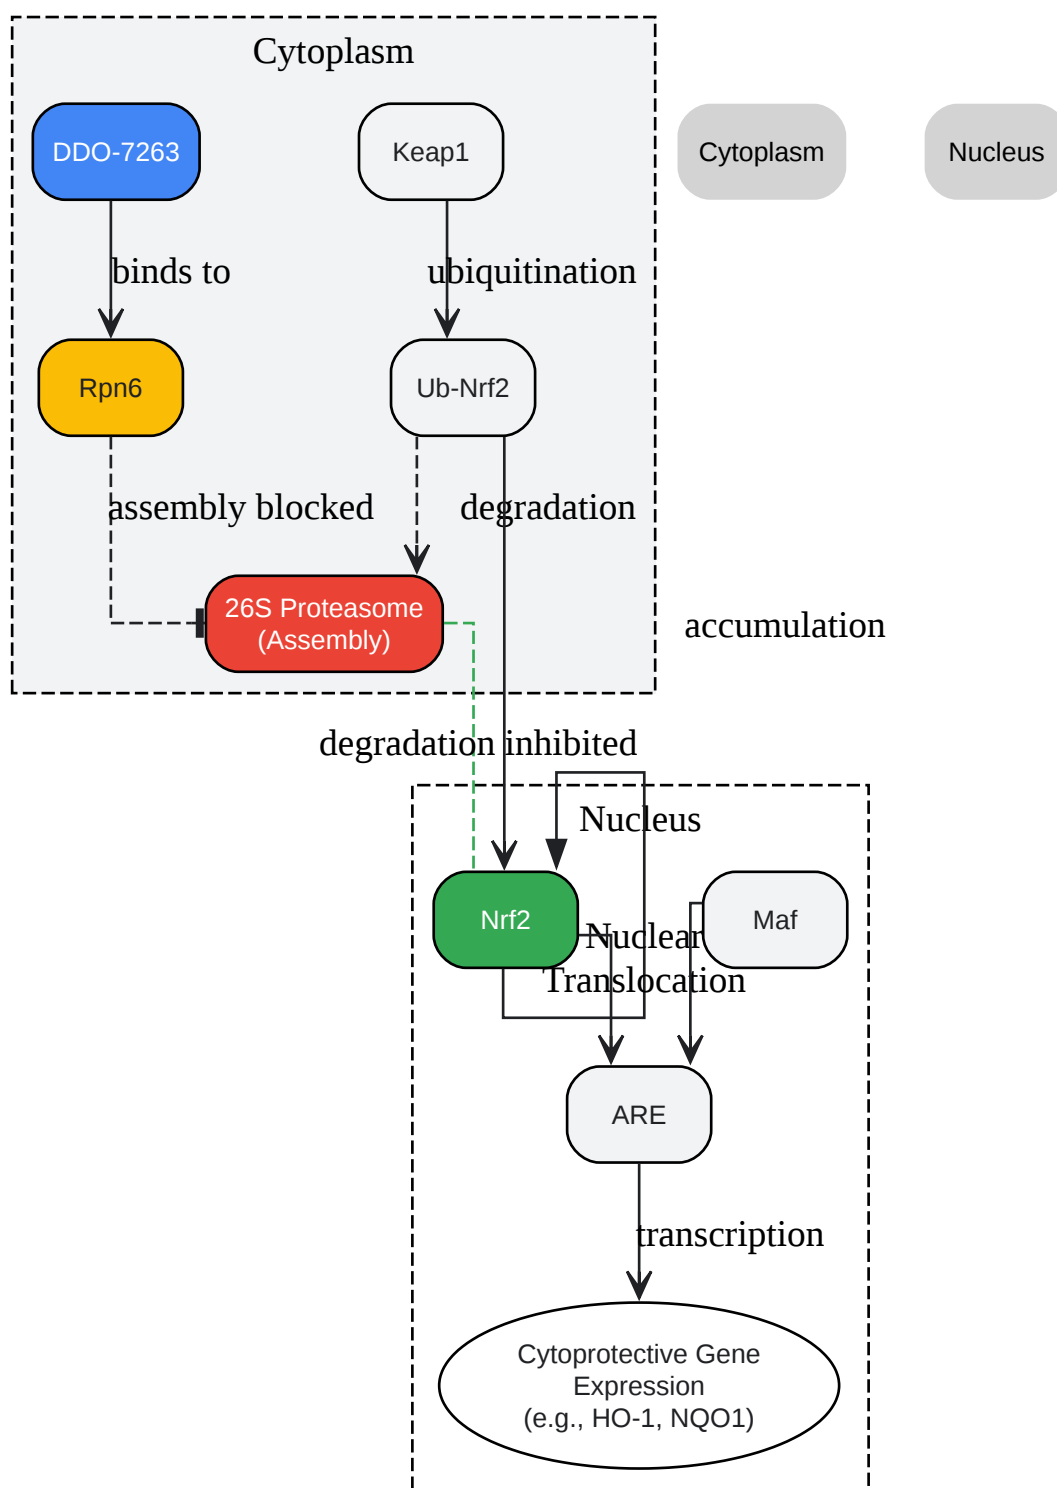 Cytoplasm
DDO-7263
Keap1
Cytoplasm
Nucleus
binds to
ubiquitination
Rpn6
Ub-Nrf2
assembly blocked
degradation
26S Proteasome
(Assembly)
accumulation
degradation inhibited
Nucleus
Nrf2
Nuclear
Translocation
Maf
ARE
transcription
Cytoprotective Gene
Expression
(e.g., HO-1, NQO1)